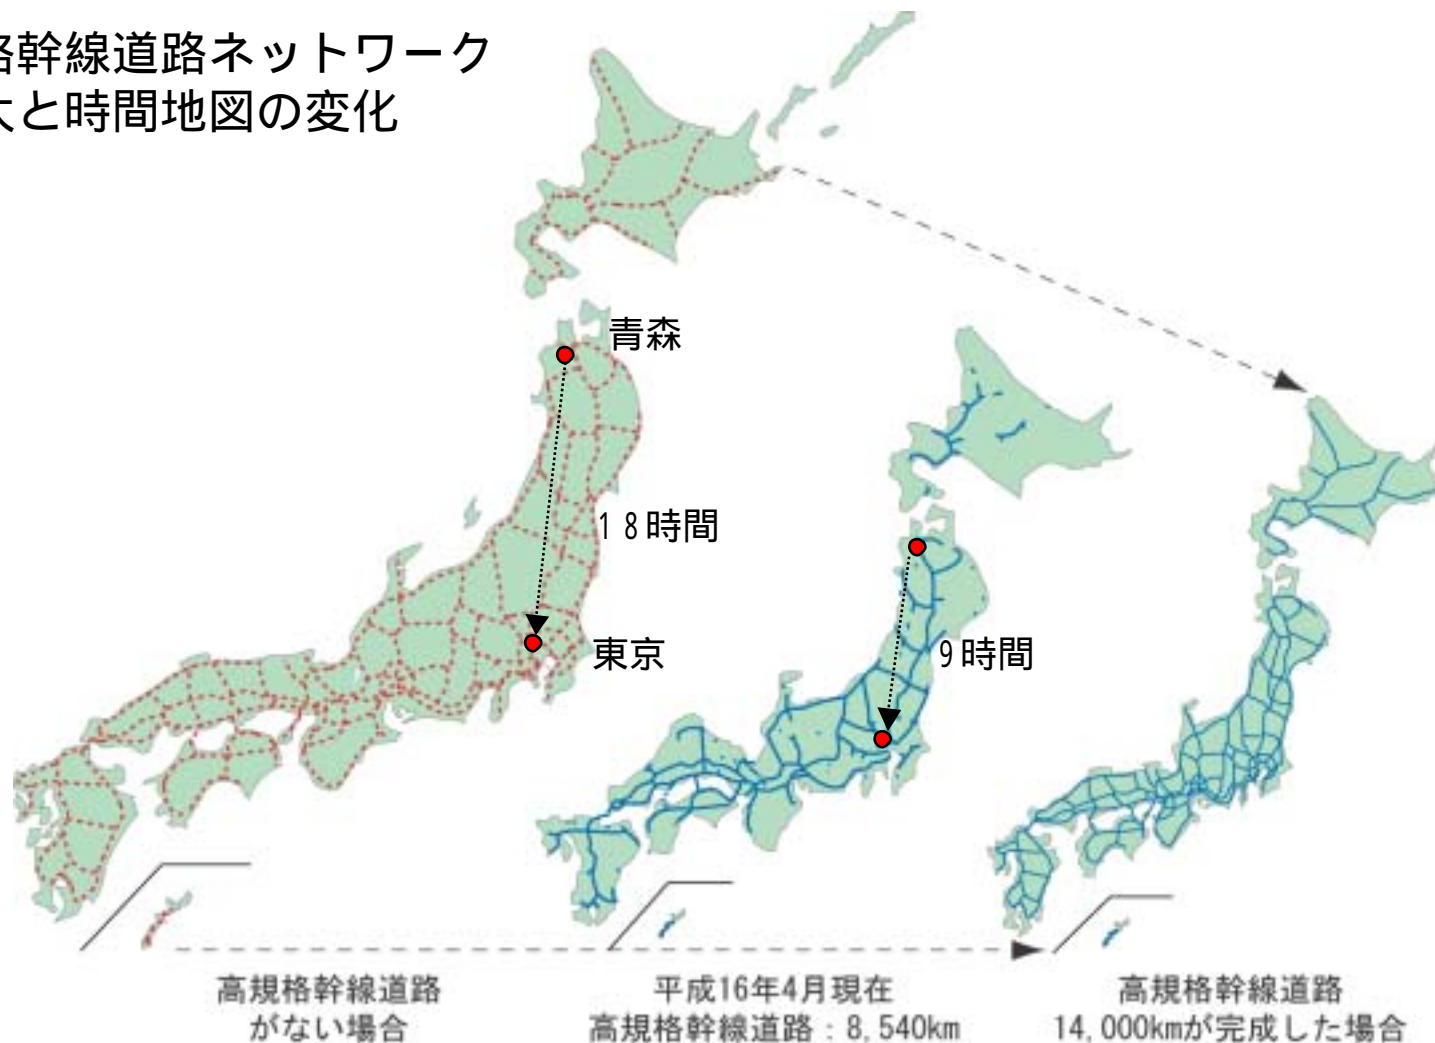 格幹線道路ネットワーク
大と時間地図の変化
青森
18時間
東京
9時間
高規格幹線道路
がない場合
平成16年4月現在
高規格幹線道路：8,540km
高規格幹線道路
14,000kmが完成した場合